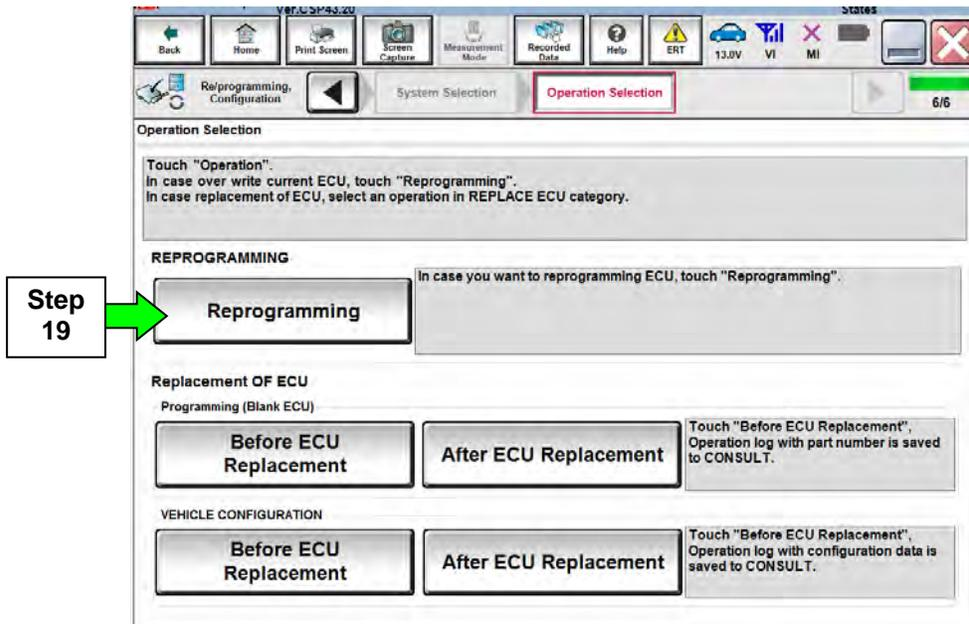 Ver.CSP43.20
States
Back
Home
Print Screen
Screen Capture
Measurement Mode
Recorded Data
Help
ERT
13.0V
VI
MI
Re/programming, Configuration
System Selection
Operation Selection
6/6
Operation Selection
Touch "Operation".
In case over write current ECU, touch "Reprogramming".
In case replacement of ECU, select an operation in REPLACE ECU category.
REPROGRAMMING
Step
19
Reprogramming
In case you want to reprogramming ECU, touch "Reprogramming".
Replacement OF ECU
Programming (Blank ECU)
Before ECU
Replacement
After ECU Replacement
Touch "Before ECU Replacement",
Operation log with part number is saved
to CONSULT.
VEHICLE CONFIGURATION
Before ECU
Replacement
After ECU Replacement
Touch "Before ECU Replacement",
Operation log with configuration data is
saved to CONSULT.